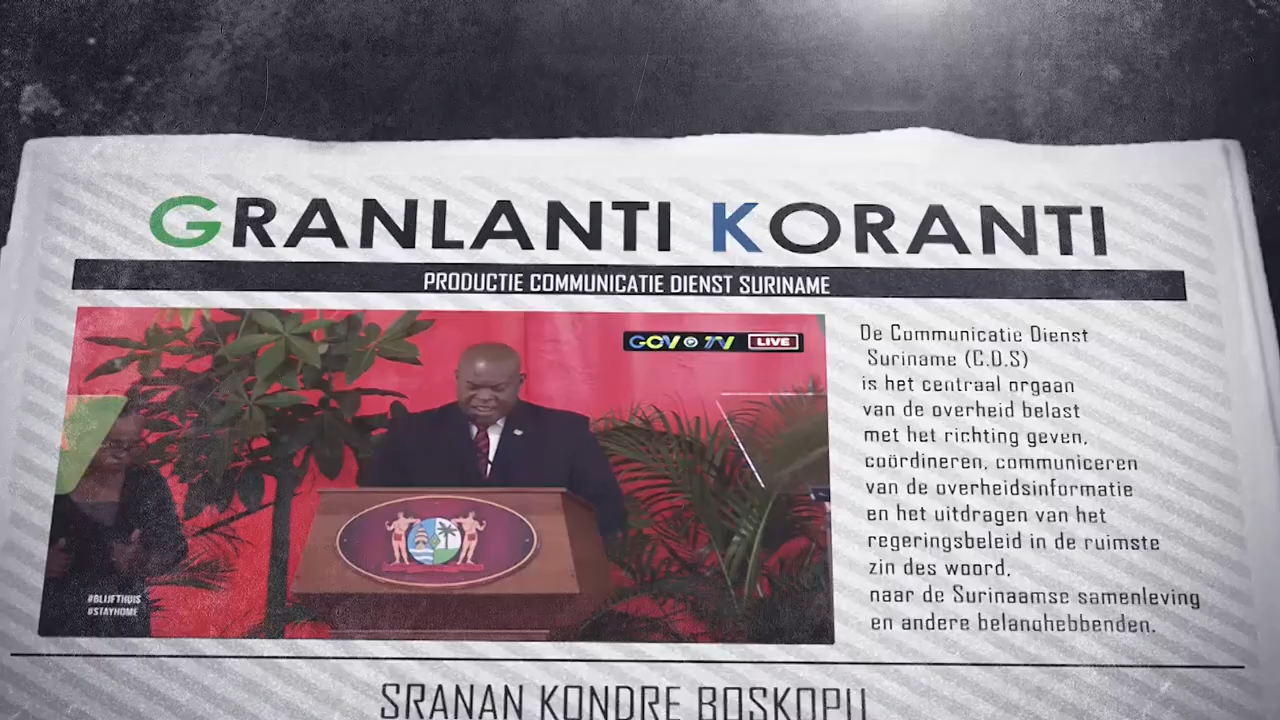 GRANLANTI KORANTI
PRODUCTIE COMMUNICATIE DIENST SURINAME
GOV TV LIVE
#BLIJFTHUIS
#STAYHOME
De Communicatie Dienst
Suriname (C.D.S)
is het centraal orgaan
van de overheid belast
met het richting geven,
coördineren, communiceren
van de overheidsinformatie
en het uitdragen van het
regeringsbeleid in de ruimste
zin des woord,
naar de Surinaamse samenleving
en andere belanghebbenden.
SRANAN KONDRE BOSKOPU